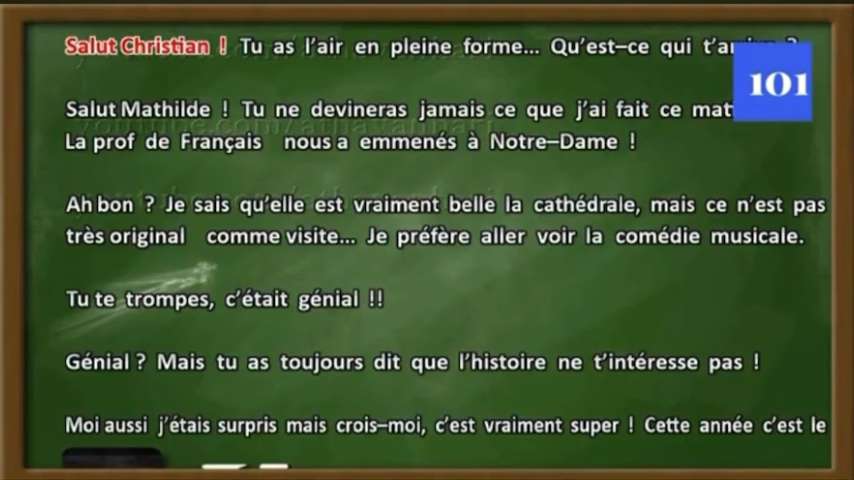 Salut Christian ! Tu as l'air en pleine forme... Qu'est–ce qui
101
Salut Mathilde ! Tu ne devineras jamais ce que j'ai fait ce
La prof de Français nous a emmenés à Notre–Dame !
Ah bon ? Je sais qu'elle est vraiment belle la cathédrale, mais ce n'est pas
très original comme visite... Je préfère aller voir la comédie musicale.
Tu te trompes, c'était génial !!
Génial ? Mais tu as toujours dit que l'histoire ne t'intéresse pas !
Moi aussi j'étais surpris mais crois–moi, c'est vraiment super ! Cette année c'est le